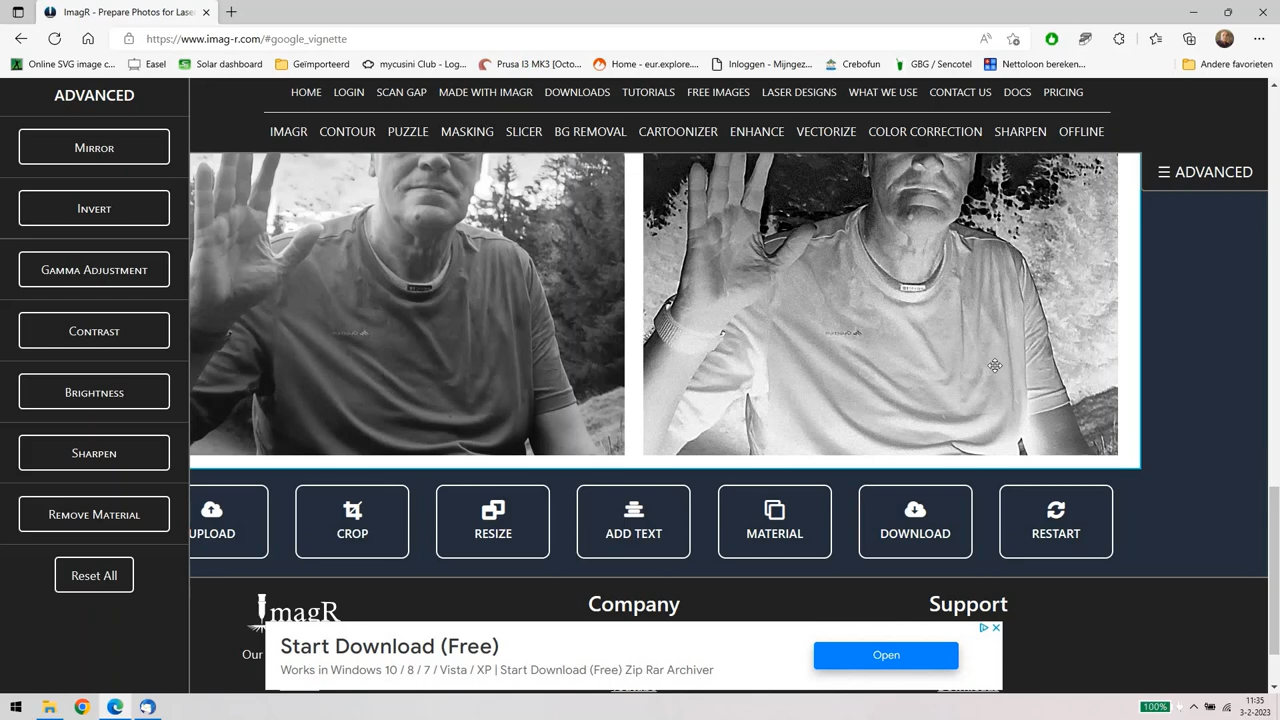 ImagR - Prepare Photos for Laser
https://www.imag-r.com/#google_vignette
Online SVG image c...
Easel
Solar dashboard
Geïmporteerd
mycusini Club - Log...
Prusa I3 MK3 [Octo...
Home - eur.explore....
Inloggen - Mijngez...
Crebofun
GBG / Sencotel
Nettoloon bereken...
Andere favorieten
ADVANCED
HOME LOGIN SCAN GAP MADE WITH IMAGR DOWNLOADS TUTORIALS FREE IMAGES LASER DESIGNS WHAT WE USE CONTACT US DOCS PRICING
IMAGR CONTOUR PUZZLE MASKING SLICER BG REMOVAL CARTOONIZER ENHANCE VECTORIZE COLOR CORRECTION SHARPEN OFFLINE
☰ ADVANCED
Mirror
Invert
Gamma Adjustment
Contrast
Brightness
Sharpen
Remove Material
Reset All
UPLOAD
CROP
RESIZE
ADD TEXT
MATERIAL
DOWNLOAD
RESTART
ImagR
Company
Support
Our
Start Download (Free)
Works in Windows 10 / 8 / 7 / Vista / XP | Start Download (Free) Zip Rar Archiver
Open
100%
11:35
3-2-2023